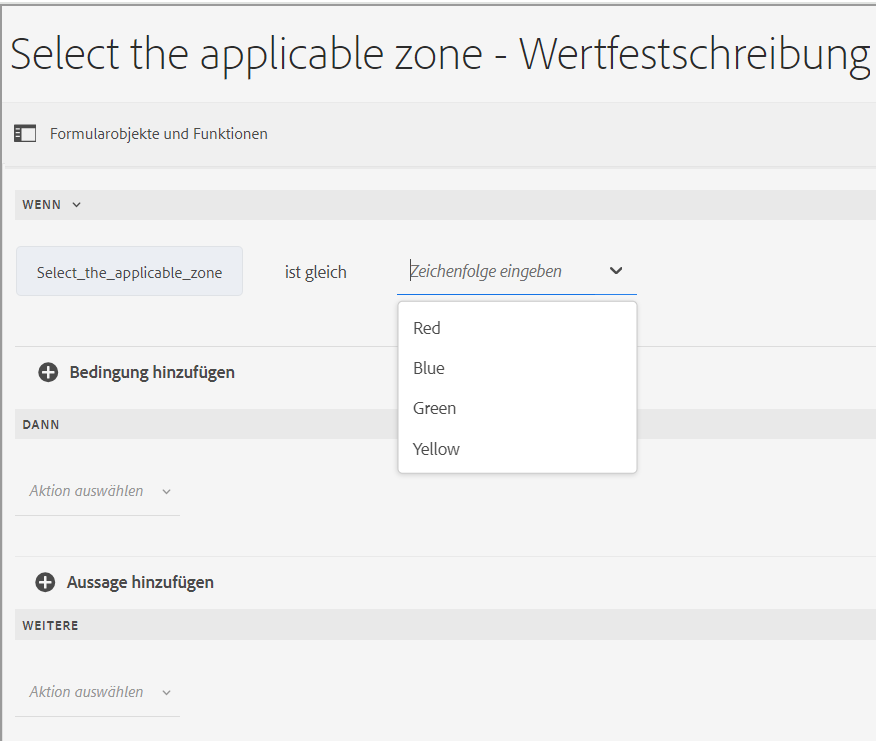 Select the applicable zone - Wertfestschreibung
Formularobjekte und Funktionen
WENN
Select_the_applicable_zone ist gleich Zeichenfolge eingeben
Red
Blue
Green
Yellow
Bedingung hinzufügen
DANN
Aktion auswählen
Aussage hinzufügen
WEITERE
Aktion auswählen